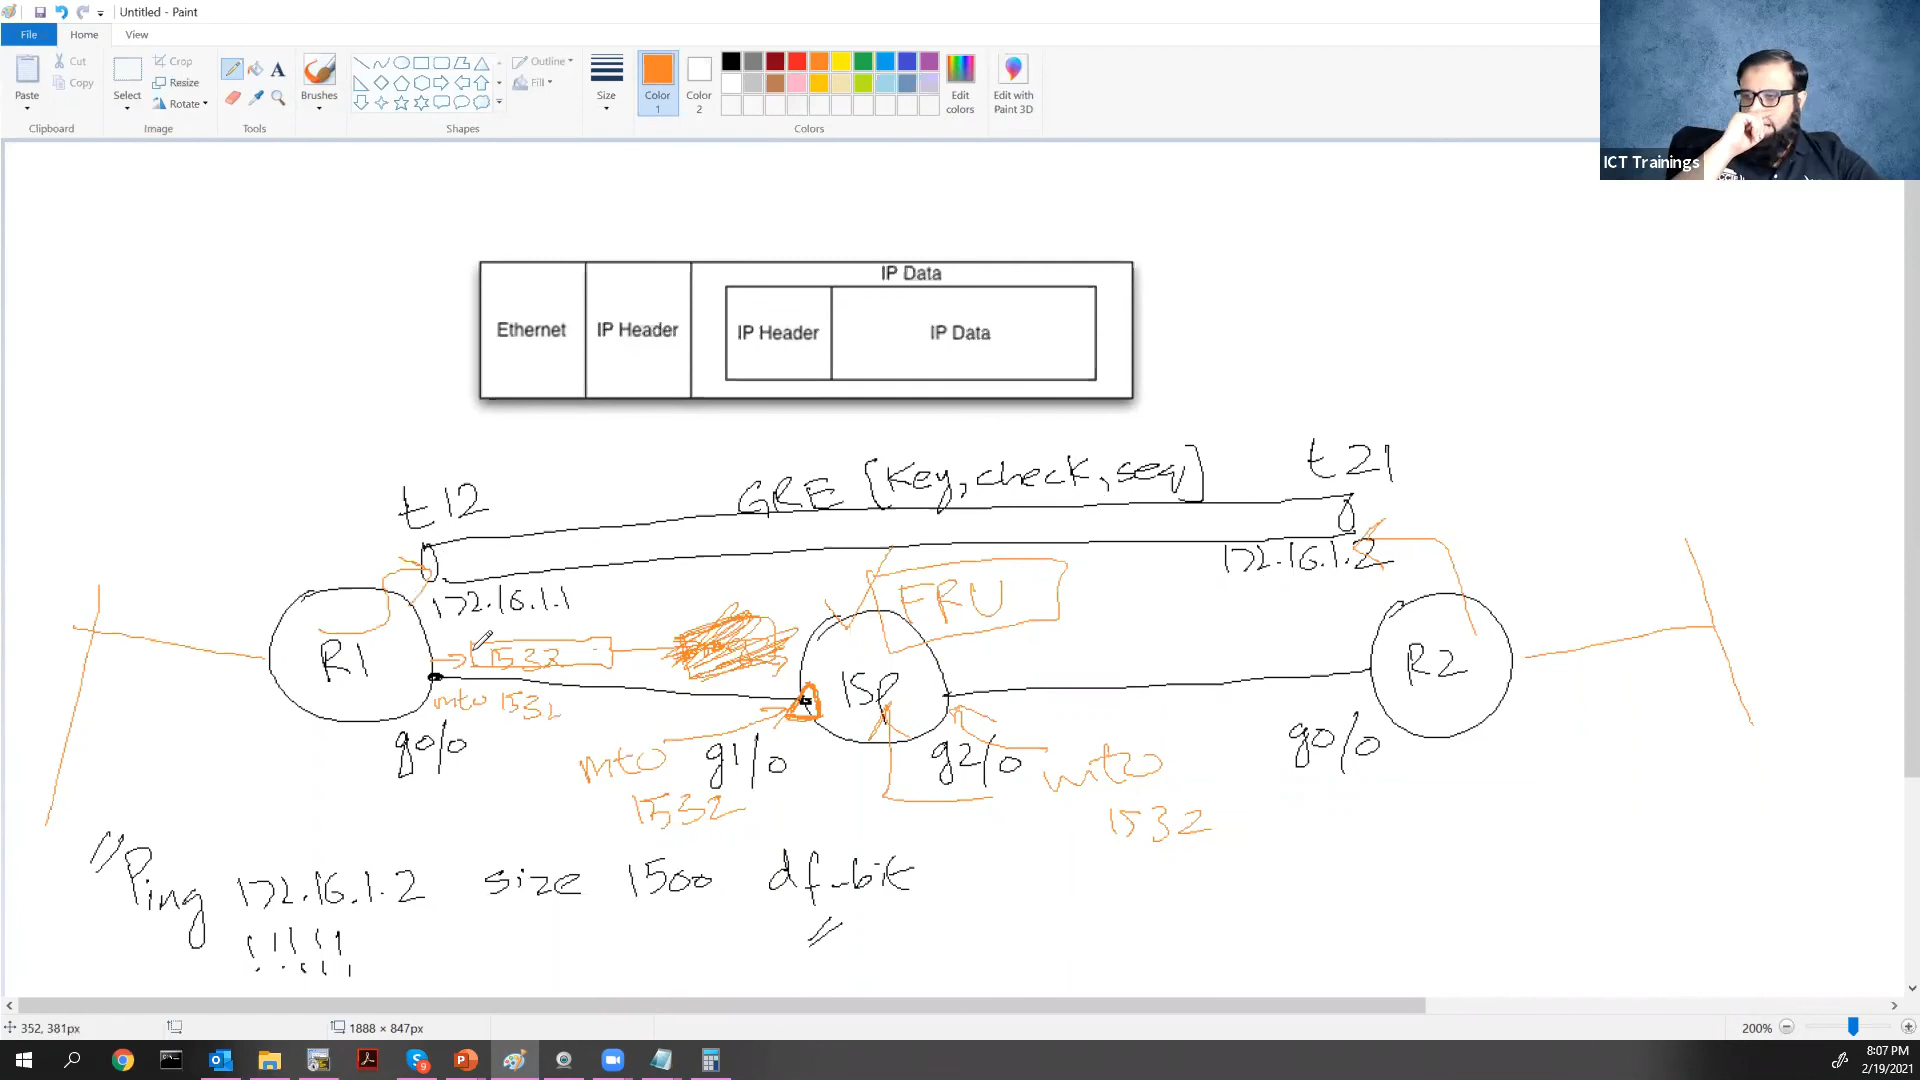 Untitled - Paint
File
Home
View
Paste
Cut
Copy
Clipboard
Select
Crop
Resize
Rotate
Image
Tools
Brushes
Outline
Fill
Shapes
Size
Color
1
Color
2
Edit
colors
Edit with
Paint 3D
Colors
ICT Trainings
Ethernet
IP Header
IP Data
IP Header
IP Data
t12
GRE [Key, check, seq]
t21
172.16.1.1
172.16.1.2
FRU
R1
1532
ISP
R2
mtu 1532
g0/0
mtu
1532
g1/0
g2/0
mtu
1532
g0/0
"Ping 172.16.1.2 size 1500 df-bit
"
!!!!!
352, 381px
1888 × 847px
200%
9
8:07 PM
2/19/2021